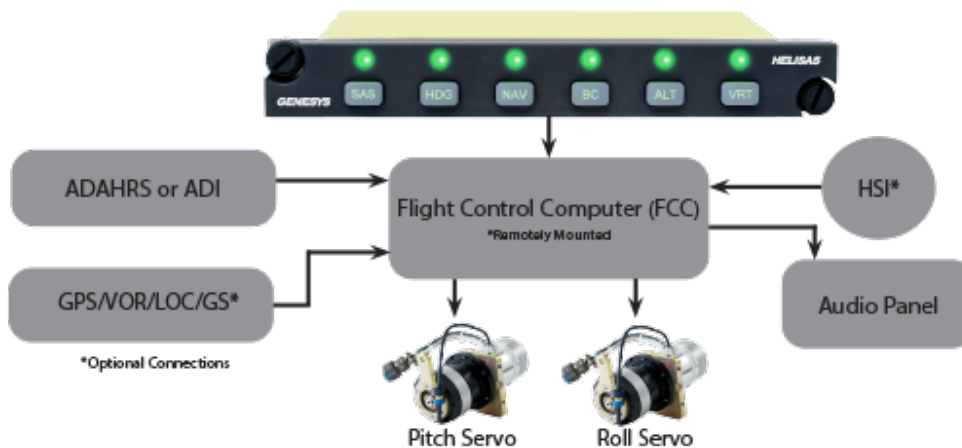 HELISAS
GENESYS
SAS HDG NAV BC ALT VRT
ADAHRS or ADI
Flight Control Computer (FCC)
*Remotely Mounted
HSI*
GPS/VOR/LOC/GS*
Audio Panel
*Optional Connections
Pitch Servo
Roll Servo